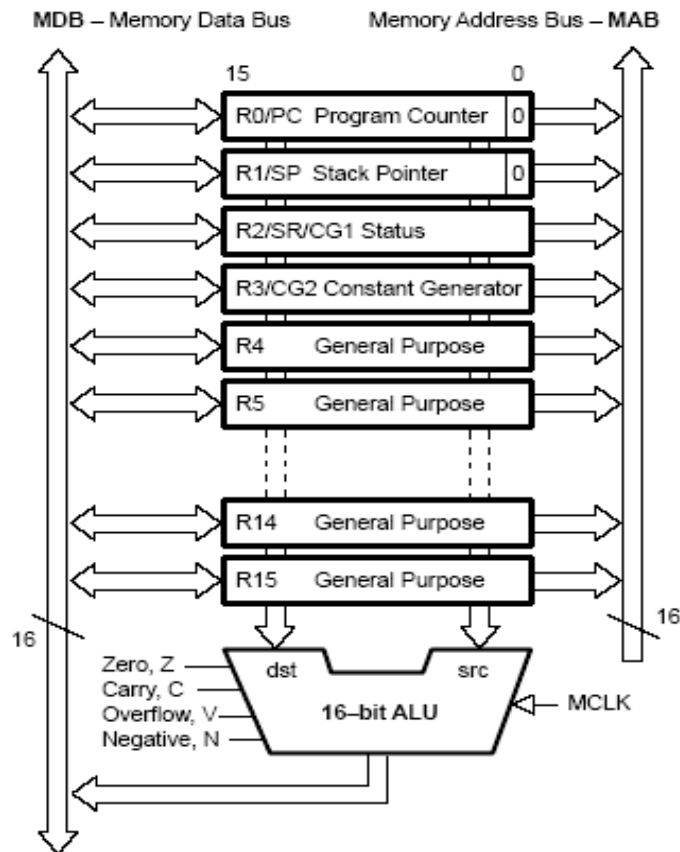 MDB – Memory Data Bus
Memory Address Bus – MAB
15
0
R0/PC Program Counter
0
R1/SP Stack Pointer
0
R2/SR/CG1 Status
R3/CG2 Constant Generator
R4 General Purpose
R5 General Purpose
R14 General Purpose
R15 General Purpose
16
16
Zero, Z
Carry, C
Overflow, V
Negative, N
dst
src
16–bit ALU
MCLK